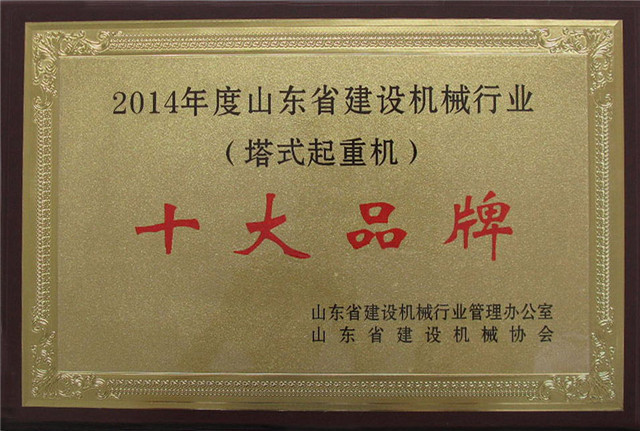 2014年度山东省建设机械行业
（塔式起重机）
十大品牌
山东省建设机械行业管理办公室
山东省建设机械协会